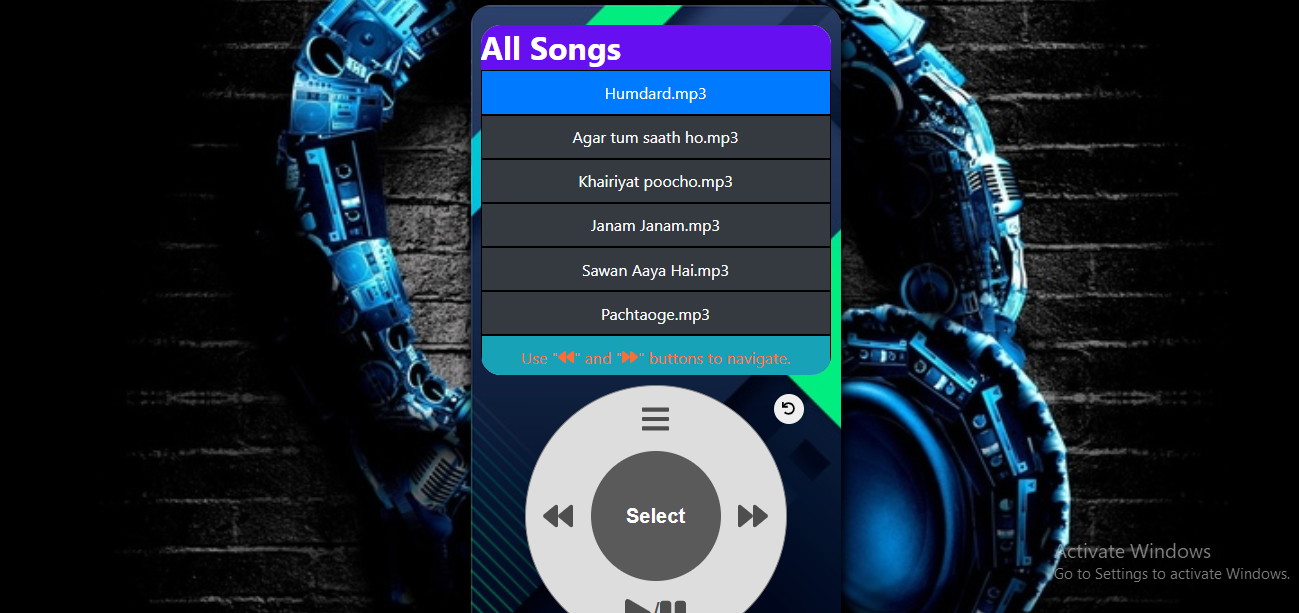 All Songs
Humdard.mp3
Agar tum saath ho.mp3
Khairiyat poocho.mp3
Janam Janam.mp3
Sawan Aaya Hai.mp3
Pachtaoge.mp3
Use "⏪" and "⏩" buttons to navigate.
Select
Activate Windows
Go to Settings to activate Windows.